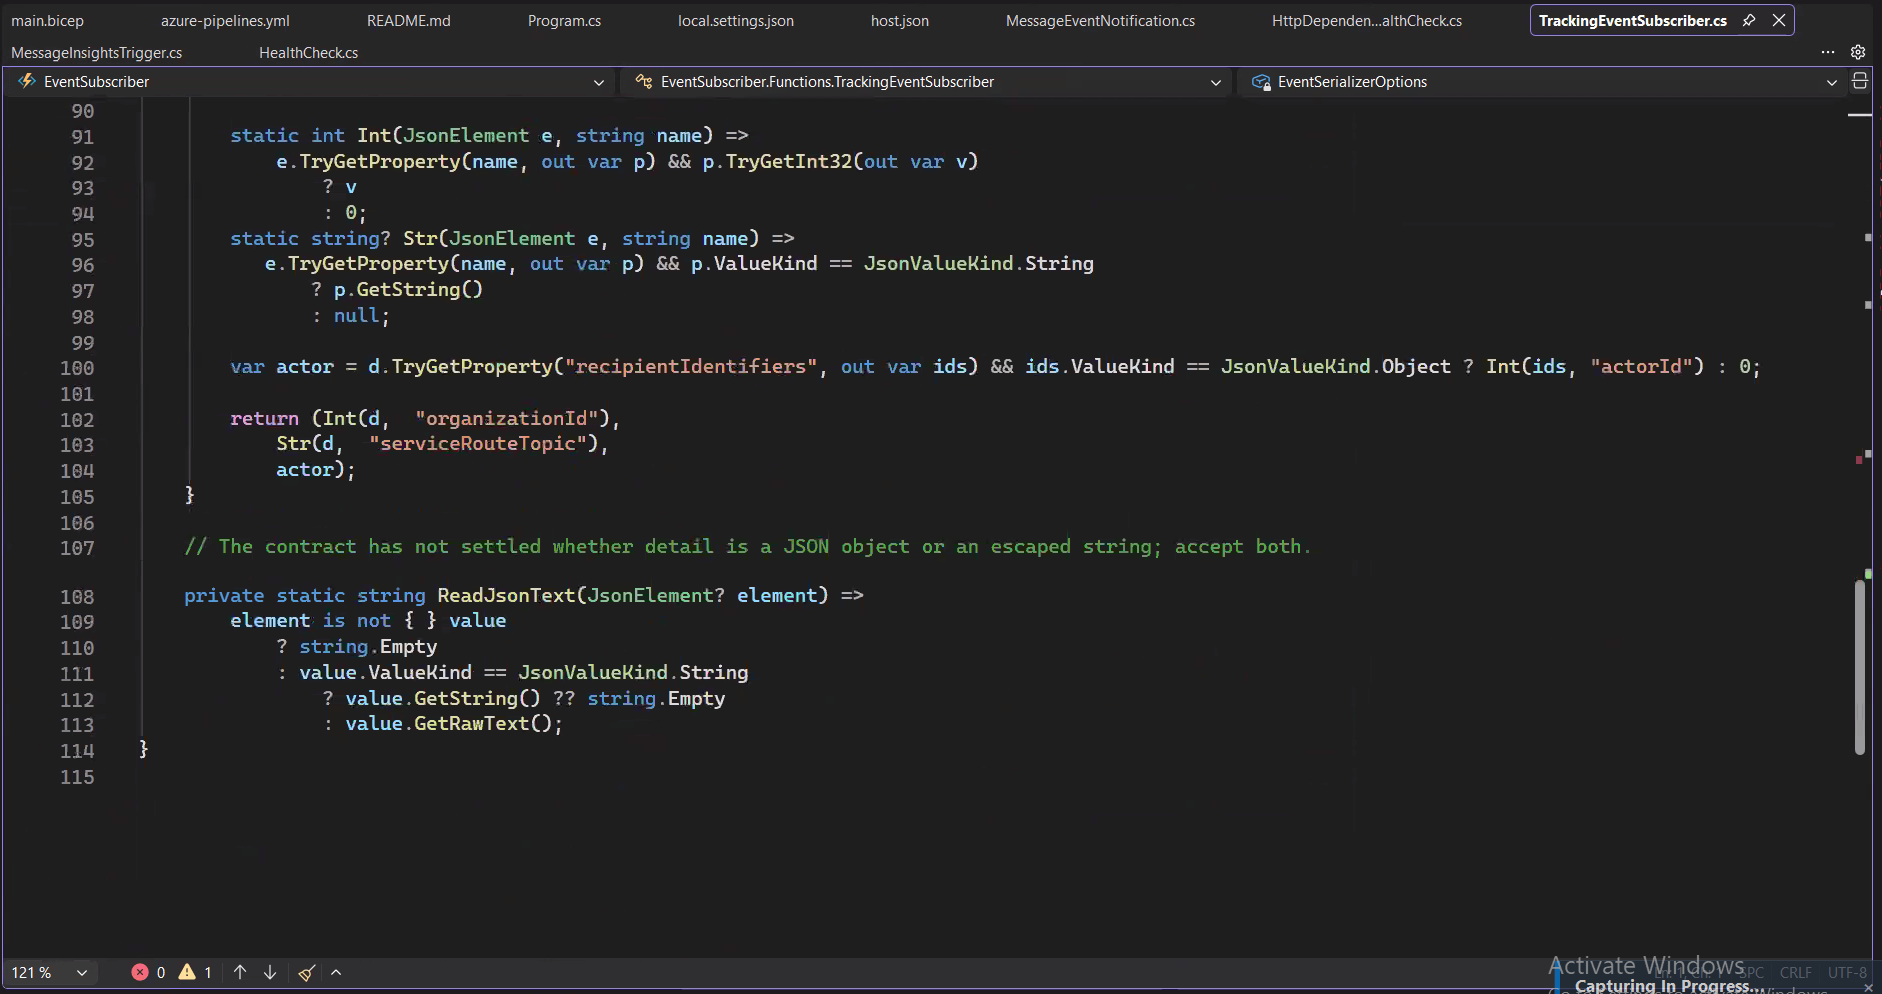 main.bicep azure-pipelines.yml README.md Program.cs local.settings.json host.json MessageEventNotification.cs HttpDependen...althCheck.cs TrackingEventSubscriber.cs
MessageInsightsTrigger.cs HealthCheck.cs
EventSubscriber EventSubscriber.Functions.TrackingEventSubscriber EventSerializerOptions
90
91 static int Int(JsonElement e, string name) =>
92 e.TryGetProperty(name, out var p) && p.TryGetInt32(out var v)
93 ? v
94 : 0;
95 static string? Str(JsonElement e, string name) =>
96 e.TryGetProperty(name, out var p) && p.ValueKind == JsonValueKind.String
97 ? p.GetString()
98 : null;
99
100 var actor = d.TryGetProperty("recipientIdentifiers", out var ids) && ids.ValueKind == JsonValueKind.Object ? Int(ids, "actorId") : 0;
101
102 return (Int(d, "organizationId"),
103 Str(d, "serviceRouteTopic"),
104 actor);
105 }
106
107 // The contract has not settled whether detail is a JSON object or an escaped string; accept both.
108 private static string ReadJsonText(JsonElement? element) =>
109 element is not { } value
110 ? string.Empty
111 : value.ValueKind == JsonValueKind.String
112 ? value.GetString() ?? string.Empty
113 : value.GetRawText();
114 }
115
121 % 0 1 SPC CRLF UTF-8
Activate Windows
Capturing In Progress...